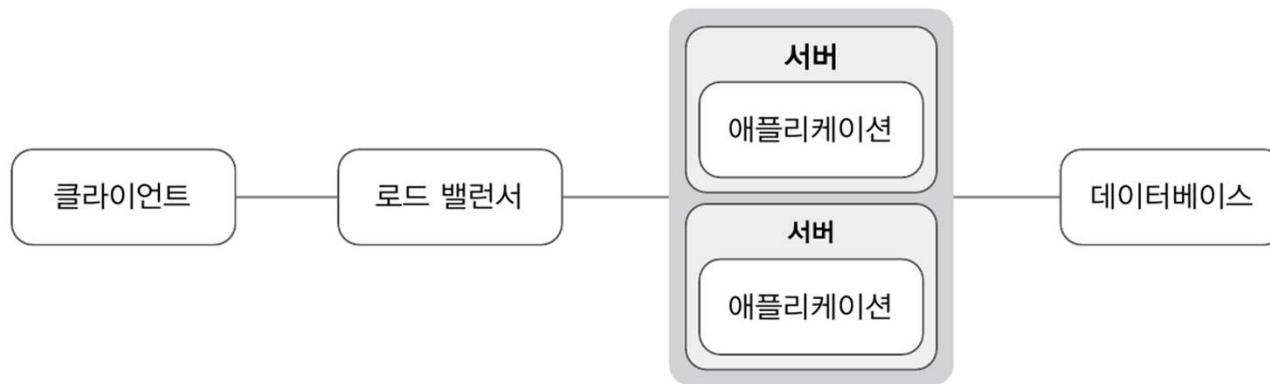 클라이언트
로드 밸런서
서버
애플리케이션
서버
애플리케이션
데이터베이스